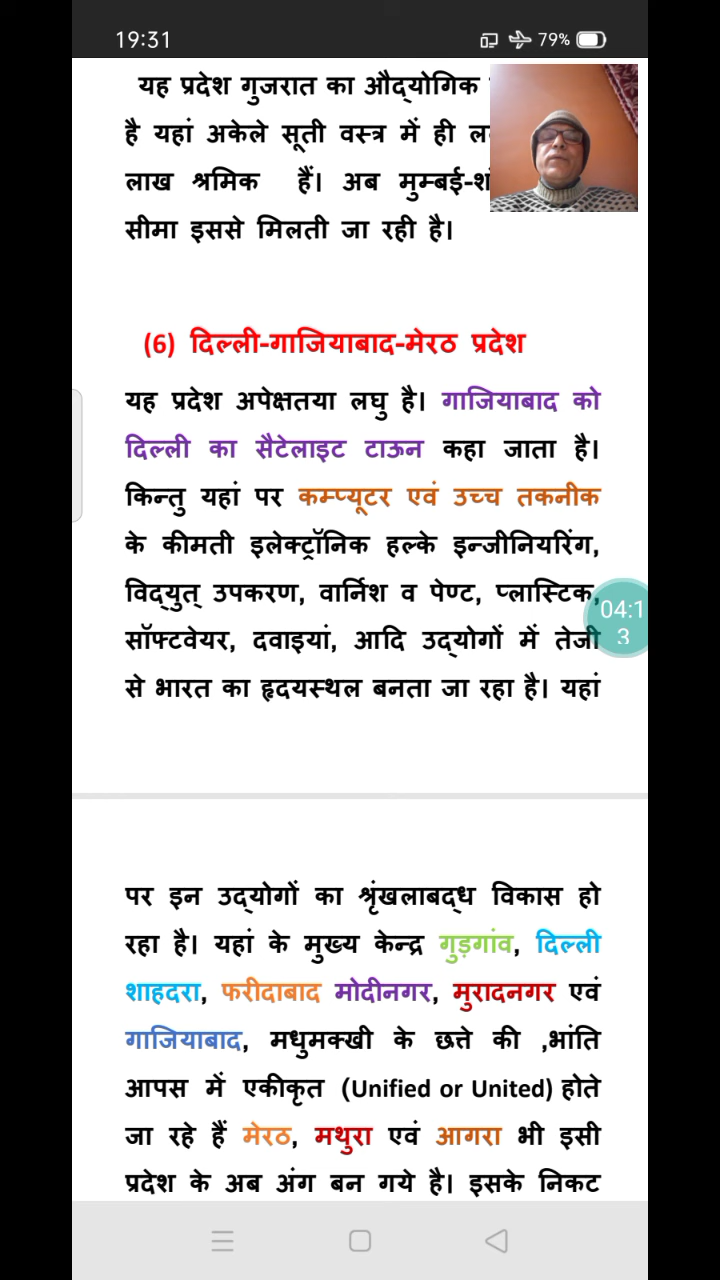 19:31
79%
यह प्रदेश गुजरात का औद्योगिक
है यहां अकेले सूती वस्त्र में ही
लाख श्रमिक हैं। अब मुम्बई-
सीमा इससे मिलती जा रही है।
(6) दिल्ली-गाजियाबाद-मेरठ प्रदेश
यह प्रदेश अपेक्षतया लघु है। गाजियाबाद को
दिल्ली का सैटेलाइट टाऊन कहा जाता है।
किन्तु यहां पर कम्प्यूटर एवं उच्च तकनीक
के कीमती इलेक्ट्रॉनिक हल्के इन्जीनियरिंग,
विद्युत् उपकरण, वार्निश व पेण्ट, प्लास्टिक,
सॉफ्टवेयर, दवाइयां, आदि उद्योगों में तेजी
04:1
3
से भारत का हृदयस्थल बनता जा रहा है। यहां
पर इन उद्योगों का श्रृंखलाबद्ध विकास हो
रहा है। यहां के मुख्य केन्द्र गुड़गांव, दिल्ली
शाहदरा, फरीदाबाद मोदीनगर, मुरादनगर एवं
गाजियाबाद, मधुमक्खी के छत्ते की ,भांति
आपस में एकीकृत (Unified or United) होते
जा रहे हैं मेरठ, मथुरा एवं आगरा भी इसी
प्रदेश के अब अंग बन गये है। इसके निकट